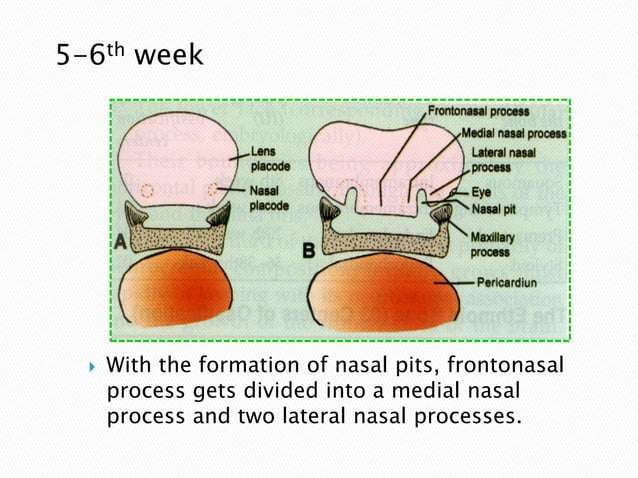 5-6th week
Frontonasal process
Medial nasal process
Lateral nasal
process
Lens
placode
Nasal
placode
Eye
Nasal pit
Maxillary
process
A
B
Pericardiun
With the formation of nasal pits, frontonasal
process gets divided into a medial nasal
process and two lateral nasal processes.